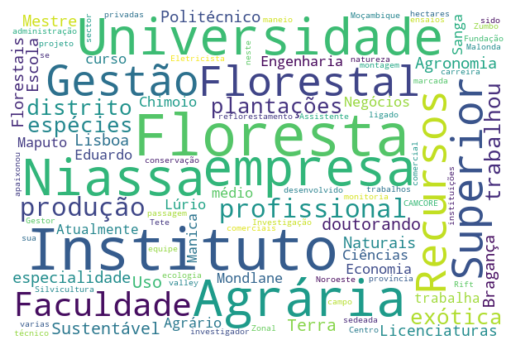 privadas
Moçambique
hectares
Politécnico
ensaios
Mestre
sector
Universidade
maneio
Sanga
sido
administração
projeto
Zumbo
Fundação
Malonda
Escola
curso
Engenharia
Agronomia
natureza
Eletricista
neste
montagem
se
Florestais
Gestão
Florestal
distrito
Chimoio
plantações
Negócios
carreira
marcada
espécies
reflorestamento
Assistente
ligado
Maputo
Lisboa
Floresta
Recursos
Superior
trabalhou
apaixonou
Eduardo
conservação
comercial
Niassa
empresa
médio
desenvolvido
trabalhos
instituições
produção
Lúrio
profissional
Gestor
passagem
monitoria
CAMCORE
Atualmente
Manica
comerciais
Tete
Investigação
doutorando
Bragança
sua
equipe
Instituto
Naturais
Noroeste
província
especialidade
Uso
Mondlane
Ciências
Economia
trabalha
ecologia
valley
Rift
Silvicultura
Faculdade
Agrária
campo
exótica
varias
técnico
Sustentável
Agrário
investigador
Zonal
Terra
sedeada
Centro
Licenciaturas